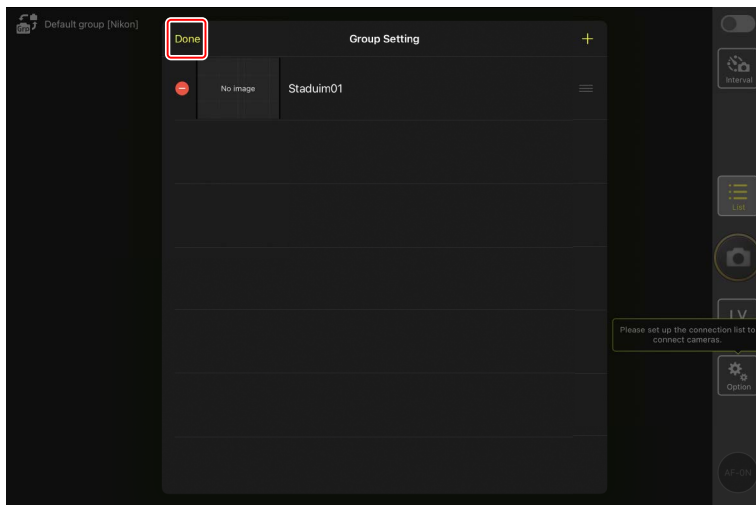 Grp
Default group [Nikon]
Done
Group Setting
+
Interval
No image
Staduim01
List
LV
Please set up the connection list to
connect cameras.
Option
AF-ON